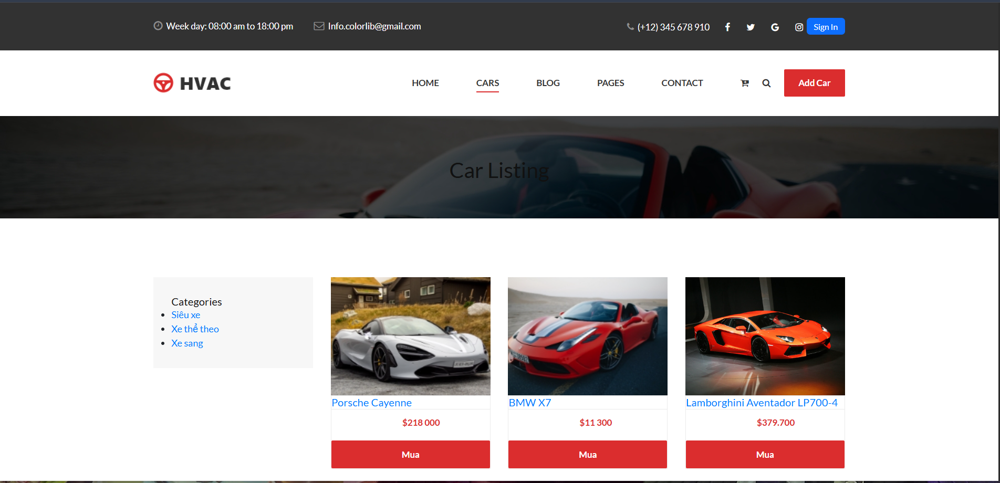 Week day: 08:00 am to 18:00 pm Info.colorlib@gmail.com (+12) 345 678 910 Sign In
HVAC HOME CARS BLOG PAGES CONTACT Add Car
Car Listing
Categories
Siêu xe
Xe thể theo
Xe sang
Porsche Cayenne
$218 000
Mua
BMW X7
$11 300
Mua
Lamborghini Aventador LP700-4
$379.700
Mua